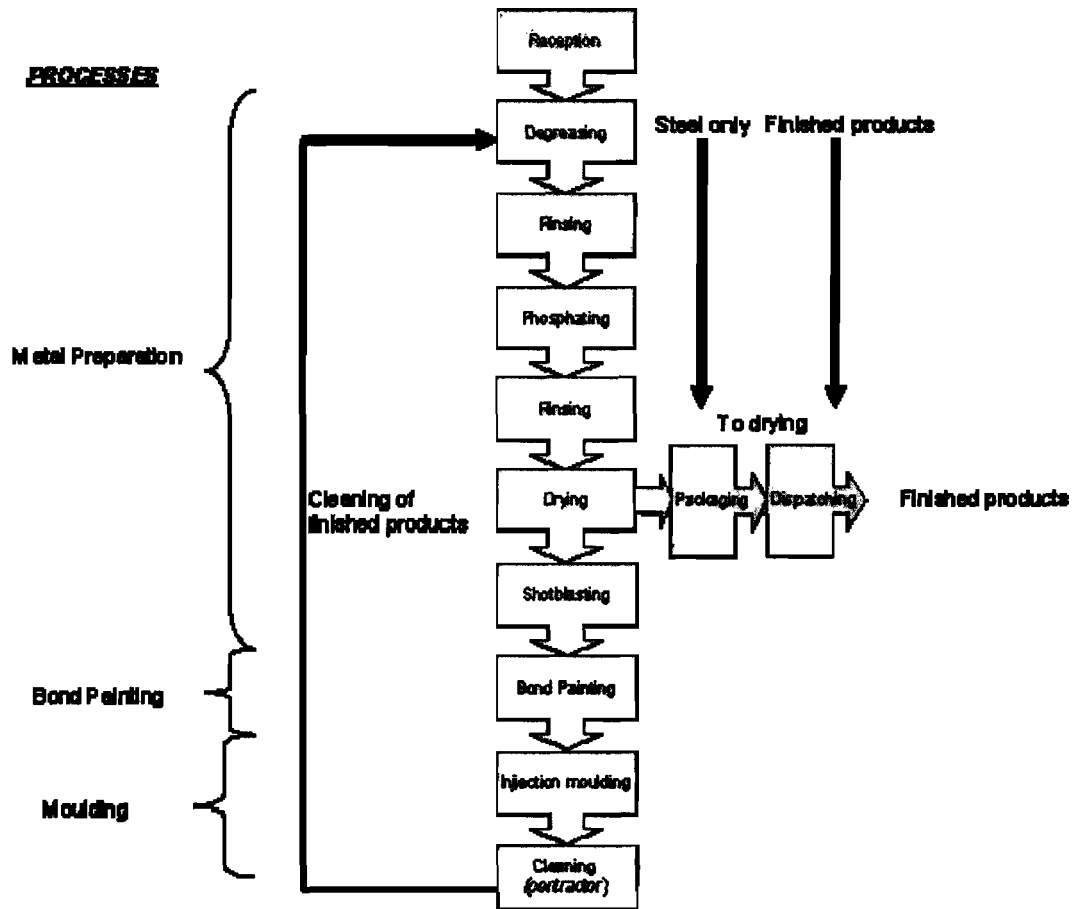 Reception
PROCESSES
Degreasing
Steel only Finished products
Rinsing
Phosphating
Metal Preparation
Rinsing
To drying
Cleaning of
finished products
Drying
Packaging
Dispatching
Finished products
Shotblasting
Bond Painting
Bond Painting
Injection moulding
Moulding
Cleaning